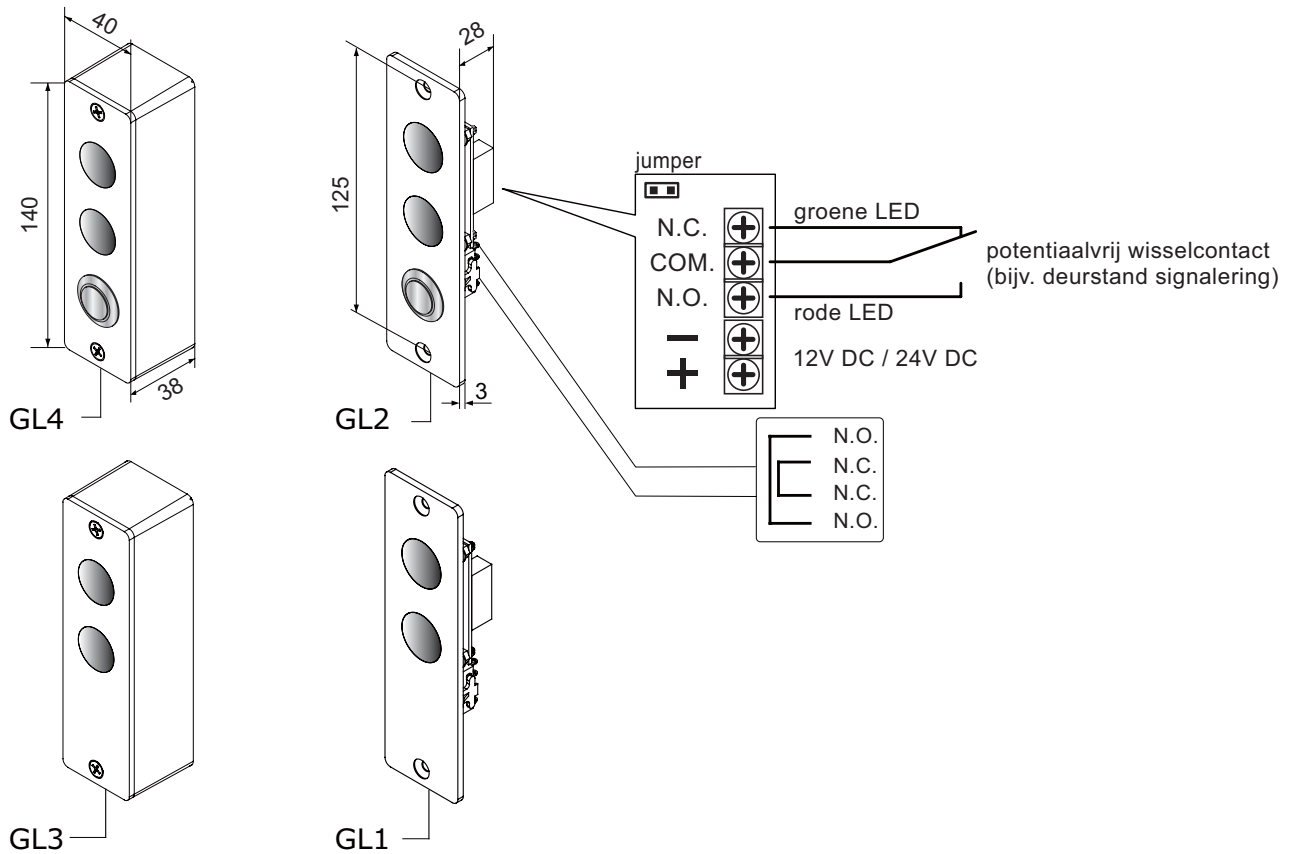 40
140
38
GL4
28
125
3
GL2
jumper
N.C.
COM.
N.O.
−
+
groene LED
rode LED
12V DC / 24V DC
potentiaalvrij wisselcontact
(bijv. deurstand signalering)
N.O.
N.C.
N.C.
N.O.
GL3
GL1